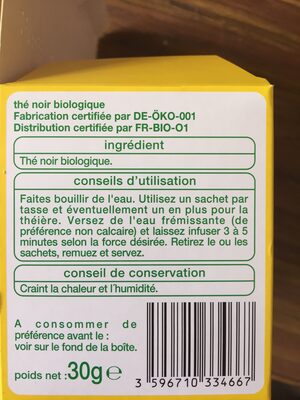 thé noir biologique
Fabrication certifiée par DE-ÖKO-001
Distribution certifiée par FR-BIO-O1
ingrédient
Thé noir biologique.
conseils d'utilisation
Faites bouillir de l'eau. Utilisez un sachet par
tasse et éventuellement un en plus pour la
théière. Versez de l'eau frémissante (de
préférence non calcaire) et laissez infuser 3 à 5
minutes selon la force désirée. Retirez le ou les
sachets, remuez et servez.
conseil de conservation
Craint la chaleur et l'humidité.
A consommer de
préférence avant le :
voir sur le fond de la boîte.
poids net : 30g e
3 596710 334667